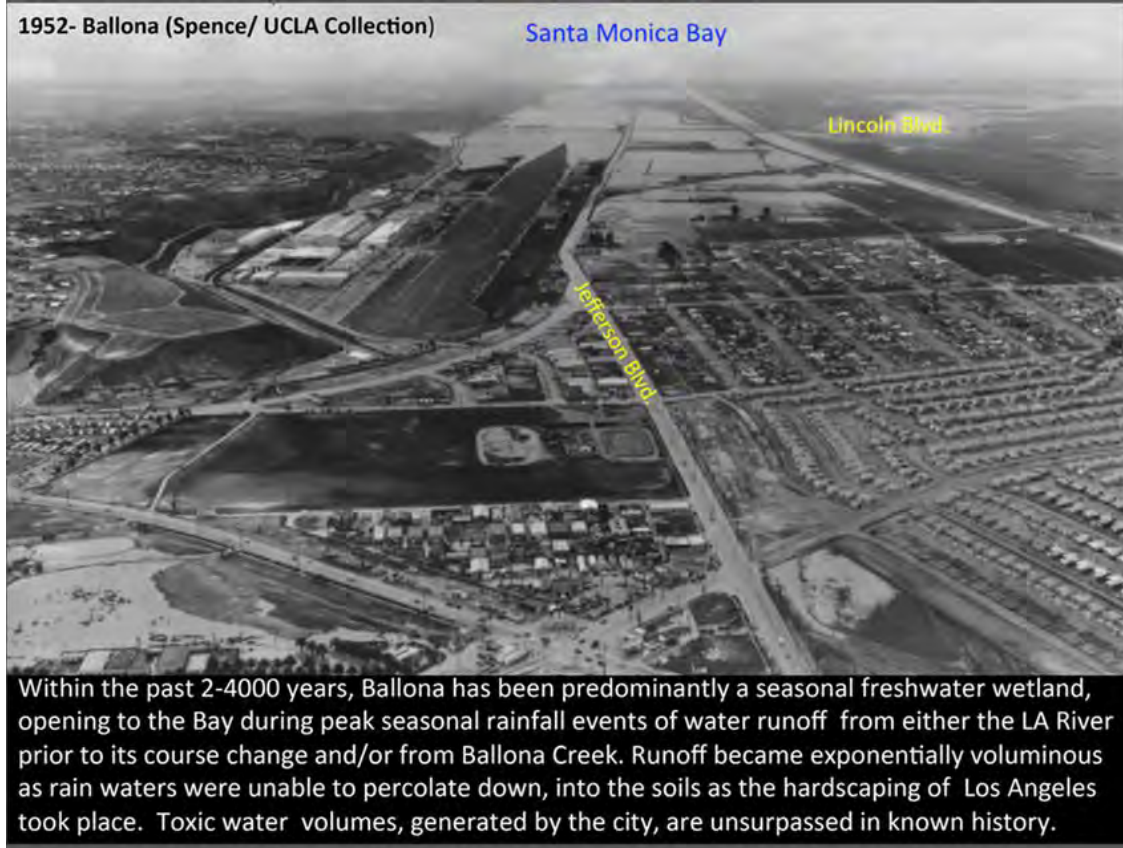 1952- Ballona (Spence/ UCLA Collection)
Santa Monica Bay
Lincoln Blvd.
Jefferson Blvd.
Within the past 2-4000 years, Ballona has been predominantly a seasonal freshwater wetland,
opening to the Bay during peak seasonal rainfall events of water runoff from either the LA River
prior to its course change and/or from Ballona Creek. Runoff became exponentially voluminous
as rain waters were unable to percolate down, into the soils as the hardscaping of Los Angeles
took place. Toxic water volumes, generated by the city, are unsurpassed in known history.